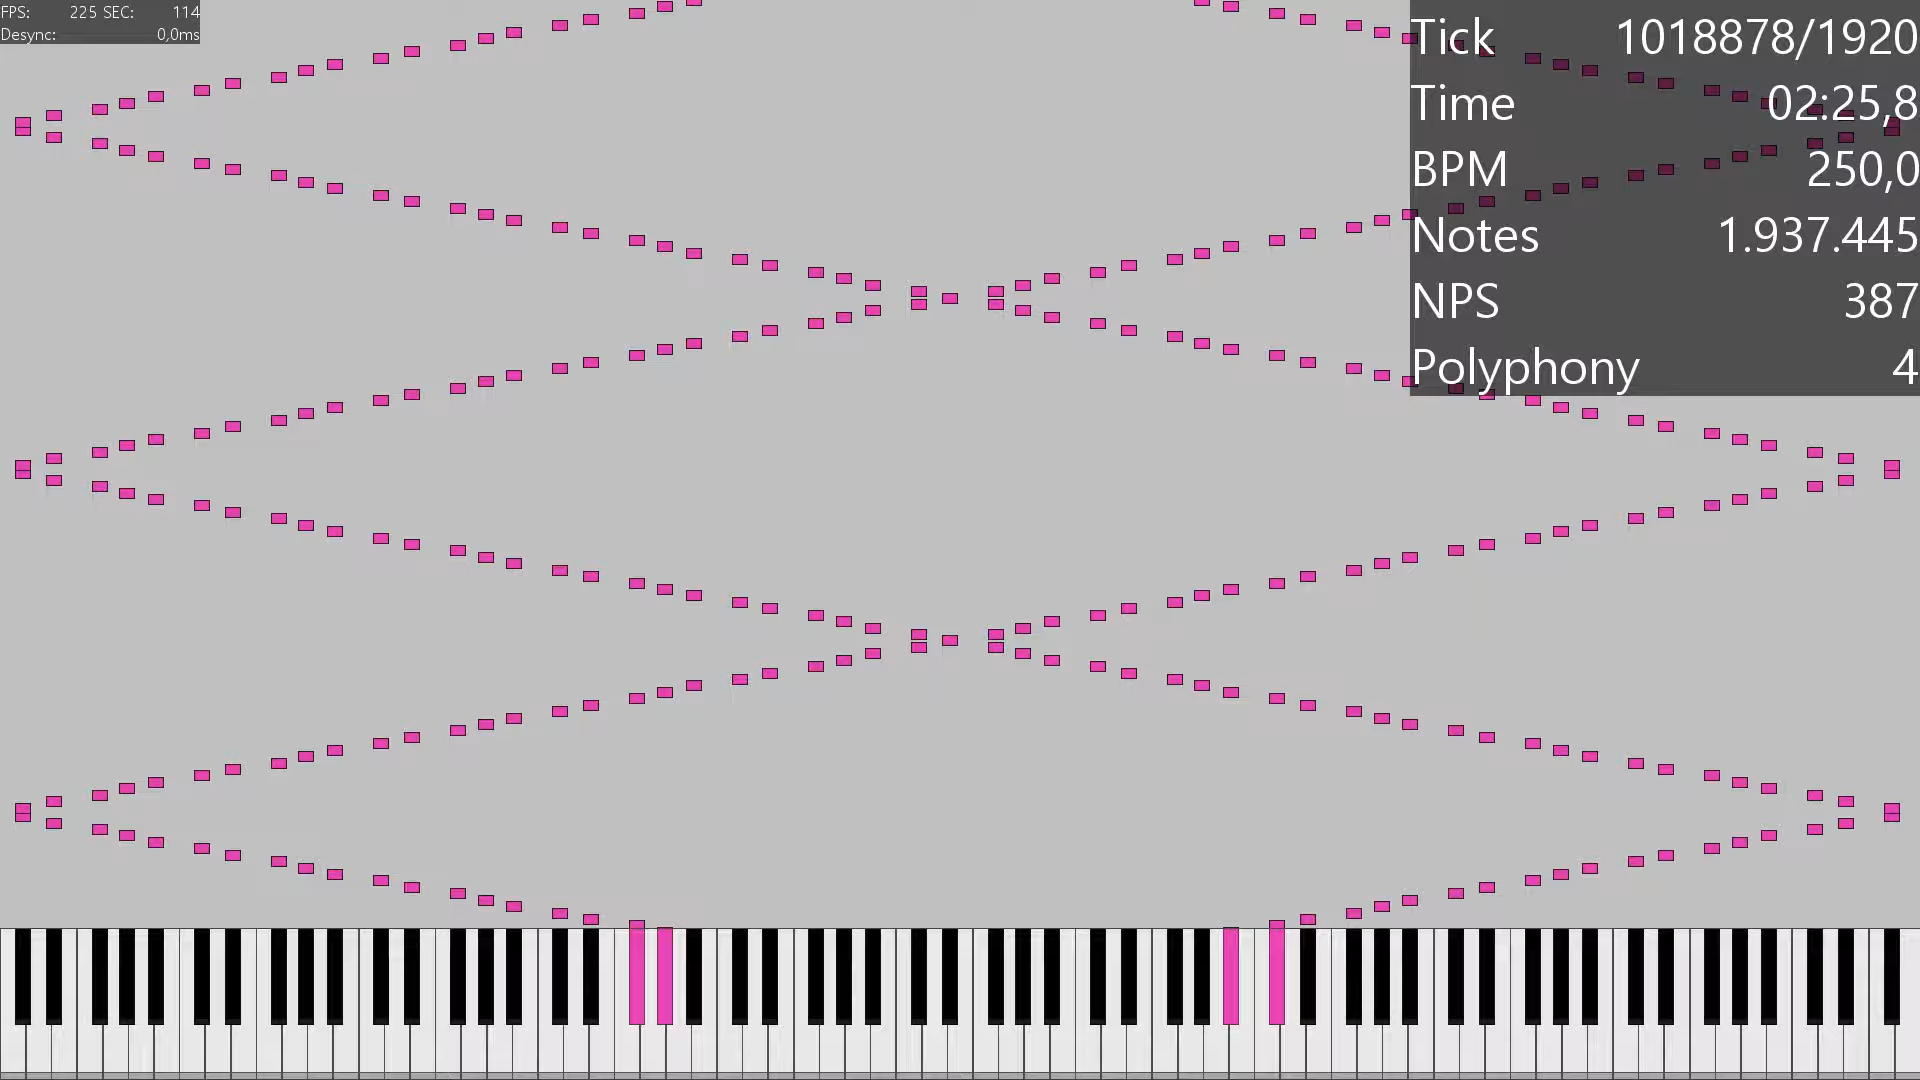 FPS: 225 SEC: 114
Desync: 0,0ms
Tick 1018878/1920
Time 02:25,8
BPM 250,0
Notes 1.937.445
NPS 387
Polyphony 4